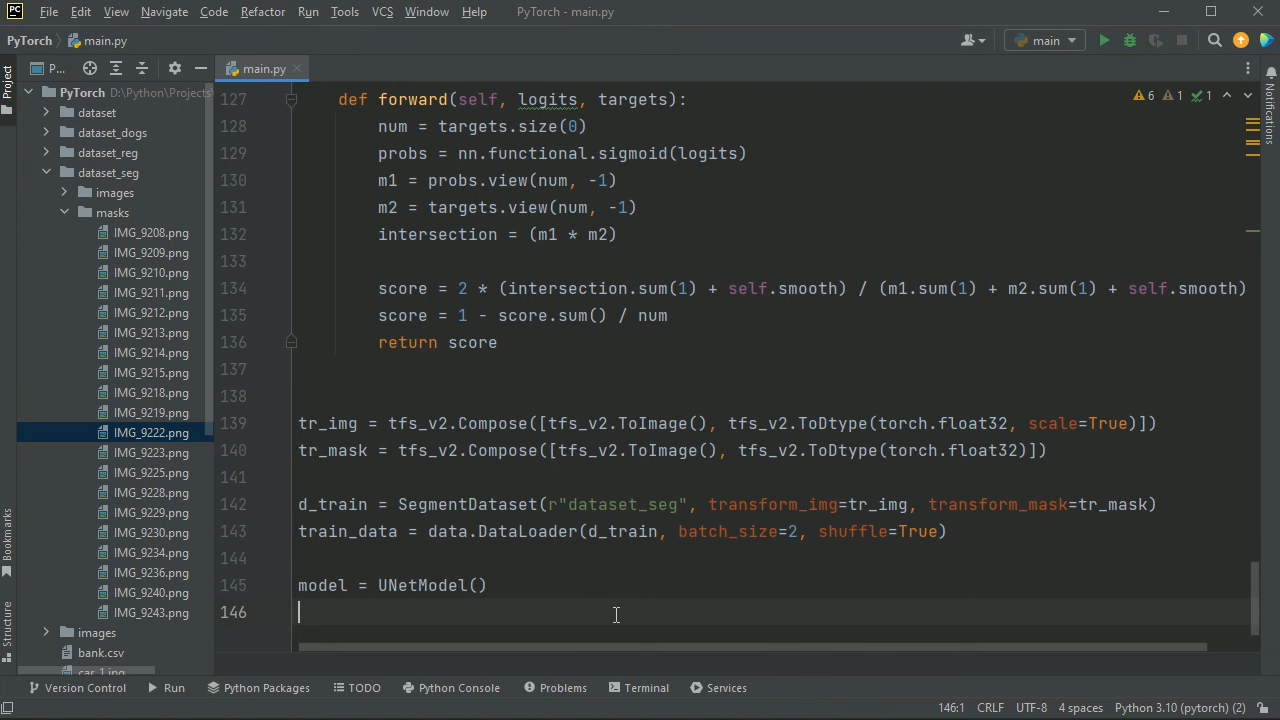 File Edit View Navigate Code Refactor Run Tools VCS Window Help PyTorch - main.py
PyTorch main.py main
P... main.py
Project
Notifications
Bookmarks
Structure
PyTorch D:\Python\Projects
dataset
dataset_dogs
dataset_reg
dataset_seg
images
masks
IMG_9208.png
IMG_9209.png
IMG_9210.png
IMG_9211.png
IMG_9212.png
IMG_9213.png
IMG_9214.png
IMG_9215.png
IMG_9218.png
IMG_9219.png
IMG_9222.png
IMG_9223.png
IMG_9225.png
IMG_9228.png
IMG_9229.png
IMG_9230.png
IMG_9234.png
IMG_9236.png
IMG_9240.png
IMG_9243.png
images
bank.csv
car_1.jpg
6 1 1
127 def forward(self, logits, targets):
128 num = targets.size(0)
129 probs = nn.functional.sigmoid(logits)
130 m1 = probs.view(num, -1)
131 m2 = targets.view(num, -1)
132 intersection = (m1 * m2)
133
134 score = 2 * (intersection.sum(1) + self.smooth) / (m1.sum(1) + m2.sum(1) + self.smooth)
135 score = 1 - score.sum() / num
136 return score
137
138
139 tr_img = tfs_v2.Compose([tfs_v2.ToImage(), tfs_v2.ToDtype(torch.float32, scale=True)])
140 tr_mask = tfs_v2.Compose([tfs_v2.ToImage(), tfs_v2.ToDtype(torch.float32)])
141
142 d_train = SegmentDataset(r"dataset_seg", transform_img=tr_img, transform_mask=tr_mask)
143 train_data = data.DataLoader(d_train, batch_size=2, shuffle=True)
144
145 model = UNetModel()
146
Version Control Run Python Packages TODO Python Console Problems Terminal Services
146:1 CRLF UTF-8 4 spaces Python 3.10 (pytorch) (2)